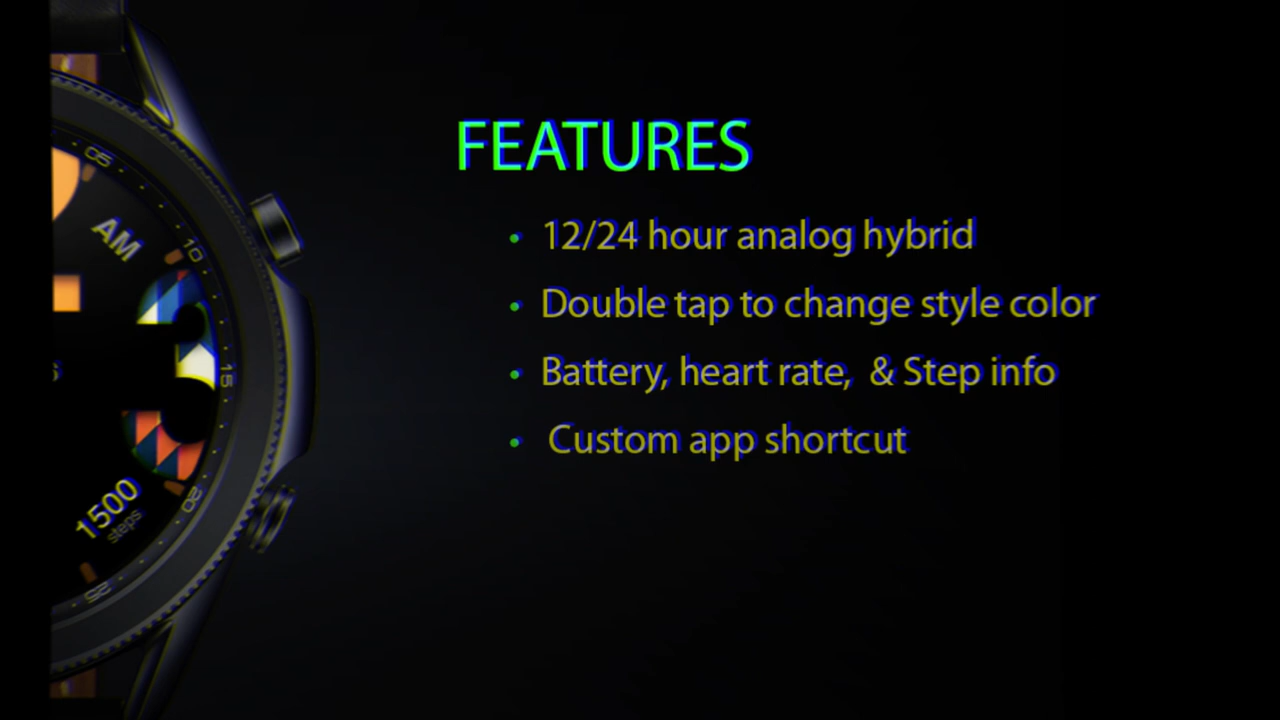 FEATURES
• 12/24 hour analog hybrid
• Double tap to change style color
• Battery, heart rate, & Step info
• Custom app shortcut
05
AM
10
15
20
1500
steps
25